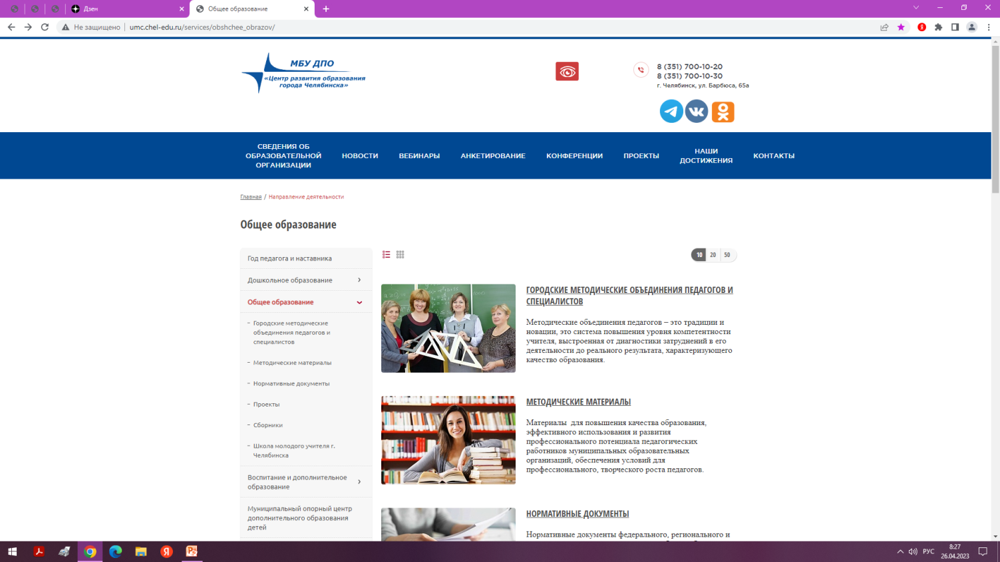 Дзен
Общее образование
Не защищено
umc.chel-edu.ru/services/obshchee_obrazov/
МБУ ДПО
«Центр развития образования
города Челябинска»
8 (351) 700-10-20
8 (351) 700-10-30
г. Челябинск, ул. Барбюса, 65а
СВЕДЕНИЯ ОБ
ОБРАЗОВАТЕЛЬНОЙ
ОРГАНИЗАЦИИ
НОВОСТИ
ВЕБИНАРЫ
АНКЕТИРОВАНИЕ
КОНФЕРЕНЦИИ
ПРОЕКТЫ
НАШИ
ДОСТИЖЕНИЯ
КОНТАКТЫ
Главная / Направление деятельности
Общее образование
Год педагога и наставника
Дошкольное образование
Общее образование
- Городские методические
объединения педагогов и
специалистов
- Методические материалы
- Нормативные документы
- Проекты
- Сборники
- Школа молодого учителя г.
Челябинска
Воспитание и дополнительное
образование
Муниципальный опорный центр
дополнительного образования
детей
10 20 50
ГОРОДСКИЕ МЕТОДИЧЕСКИЕ ОБЪЕДИНЕНИЯ ПЕДАГОГОВ И
СПЕЦИАЛИСТОВ
Методические объединения педагогов – это традиции и
новации, это система повышения уровня компетентности
учителя, выстроенная от диагностики затруднений в его
деятельности до реального результата, характеризующего
качество образования.
МЕТОДИЧЕСКИЕ МАТЕРИАЛЫ
Материалы для повышения качества образования,
эффективного использования и развития
профессионального потенциала педагогических
работников муниципальных образовательных
организаций, обеспечения условий для
профессионального, творческого роста педагогов.
НОРМАТИВНЫЕ ДОКУМЕНТЫ
Нормативные документы федерального, регионального и
РУС
8:27
26.04.2023